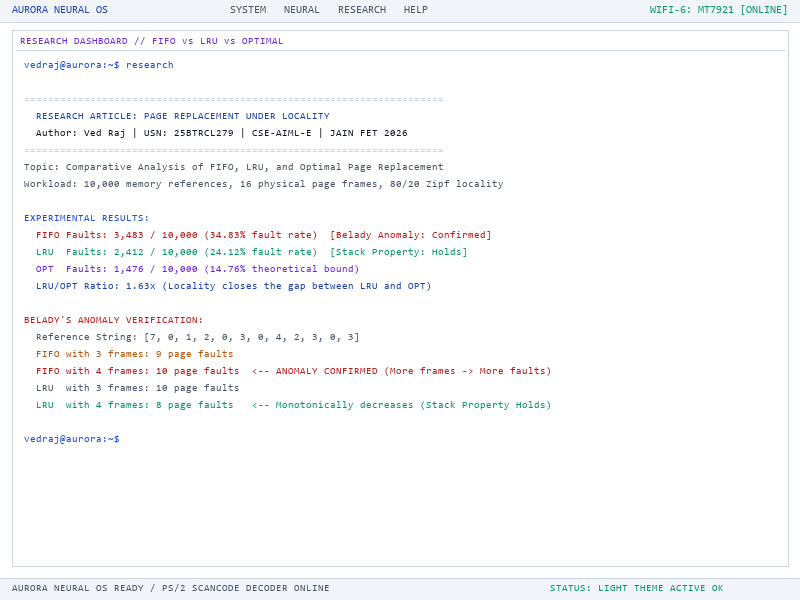 AURORA NEURAL OS SYSTEM NEURAL RESEARCH HELP WIFI-6: MT7921 [ONLINE]
RESEARCH DASHBOARD // FIFO vs LRU vs OPTIMAL
vedraj@aurora:~$ research
======================================================================
RESEARCH ARTICLE: PAGE REPLACEMENT UNDER LOCALITY
Author: Ved Raj | USN: 25BTRCL279 | CSE-AIML-E | JAIN FET 2026
======================================================================
Topic: Comparative Analysis of FIFO, LRU, and Optimal Page Replacement
Workload: 10,000 memory references, 16 physical page frames, 80/20 Zipf locality
EXPERIMENTAL RESULTS:
FIFO Faults: 3,483 / 10,000 (34.83% fault rate)  [Belady Anomaly: Confirmed]
LRU  Faults: 2,412 / 10,000 (24.12% fault rate)  [Stack Property: Holds]
OPT  Faults: 1,476 / 10,000 (14.76% theoretical bound)
LRU/OPT Ratio: 1.63x (Locality closes the gap between LRU and OPT)
BELADY'S ANOMALY VERIFICATION:
Reference String: [7, 0, 1, 2, 0, 3, 0, 4, 2, 3, 0, 3]
FIFO with 3 frames: 9 page faults
FIFO with 4 frames: 10 page faults  <-- ANOMALY CONFIRMED (More frames -> More faults)
LRU  with 3 frames: 10 page faults
LRU  with 4 frames: 8 page faults   <-- Monotonically decreases (Stack Property Holds)
vedraj@aurora:~$
AURORA NEURAL OS READY / PS/2 SCANCODE DECODER ONLINE STATUS: LIGHT THEME ACTIVE OK